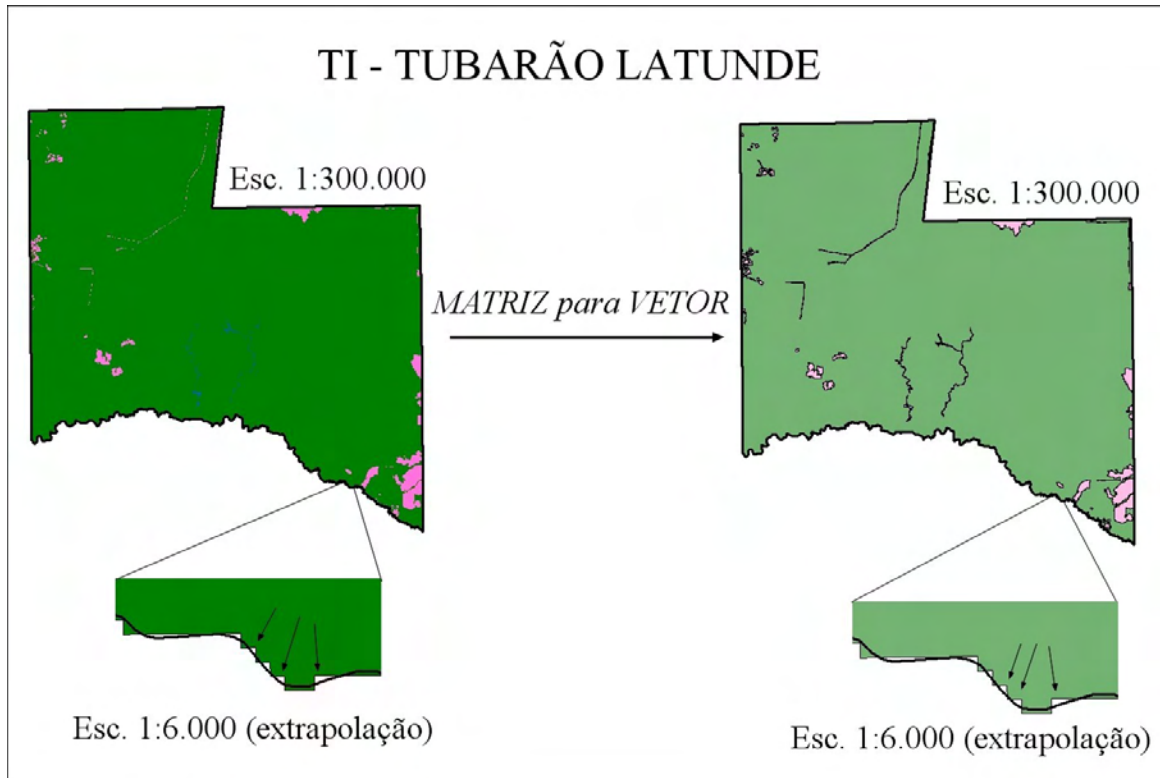 TI - TUBARÃO LATUNDE
Esc. 1:300.000
Esc. 1:300.000
MATRIZ para VETOR
Esc. 1:6.000 (extrapolação)
Esc. 1:6.000 (extrapolação)